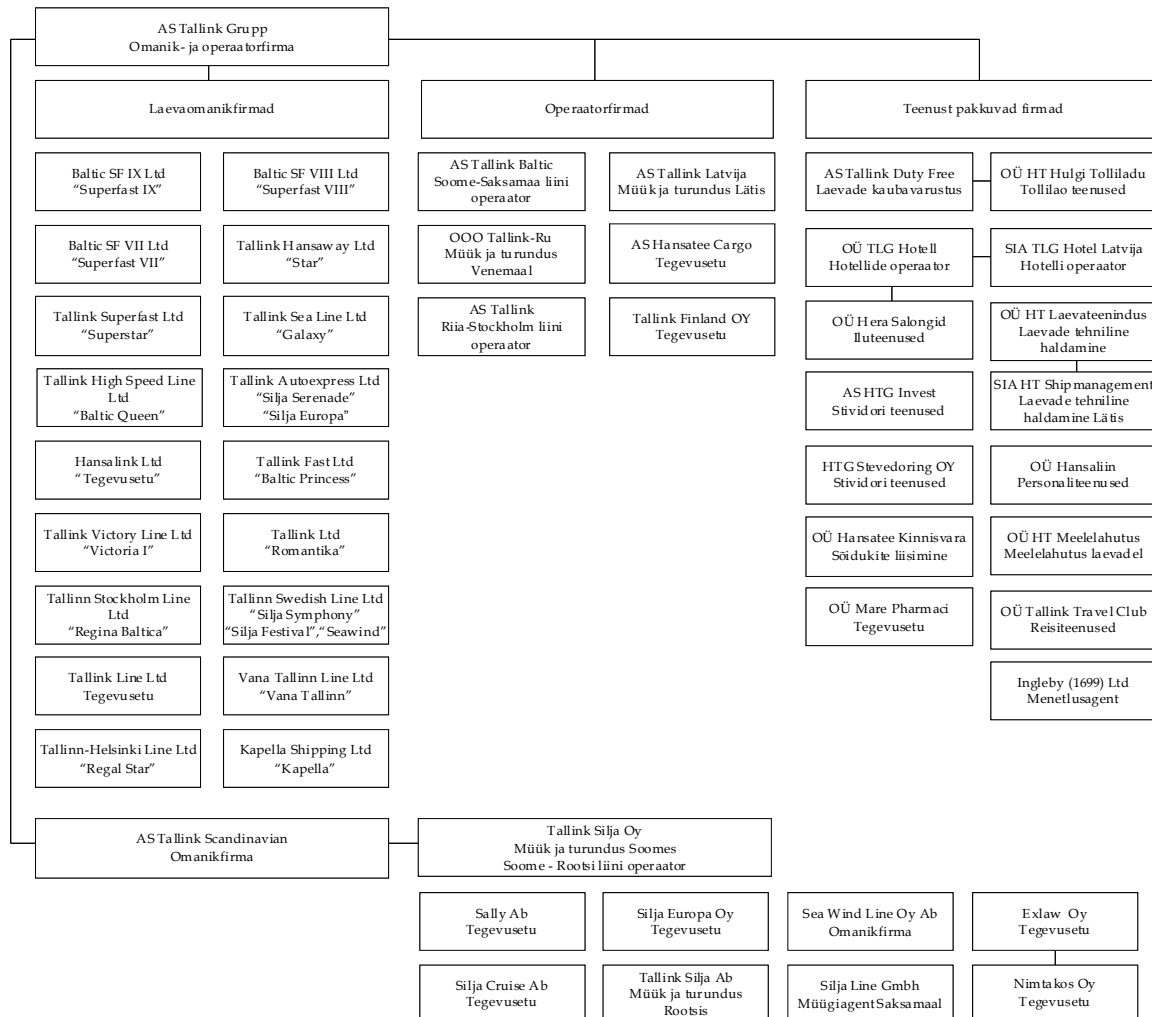 AS Tallink Grupp
Omanik- ja operaatorfirma
Laevaomanikfirmad
Operaatorfirmad
Teenust pakkuvad firmad
Baltic SF IX Ltd
“Superfast IX”
Baltic SF VIII Ltd
“Superfast VIII”
AS Tallink Baltic
Soome-Saksamaa liini
operaator
AS Tallink Latvija
Müük ja turundus Lätis
AS Tallink Duty Free
Laevade kaubavarustus
OÜ HT Hulgi Tolliladu
Tollilao teenused
Baltic SF VII Ltd
“Superfast VII”
Tallink Hansaway Ltd
“Star”
OOO Tallink-Ru
Müük ja turundus
Venemaal
AS Hansatee Cargo
Tegevusetu
OÜ TLG Hotell
Hotellide operaator
SIA TLG Hotel Latvija
Hotelli operaator
Tallink Superfast Ltd
“Superstar”
Tallink Sea Line Ltd
“Galaxy”
AS Tallink
Riia-Stockholm liini
operaator
Tallink Finland OY
Tegevusetu
OÜ Hera Salongid
Iluteenused
OÜ HT Laevateenindus
Laevade tehniline
haldamine
Tallink High Speed Line
Ltd
“Baltic Queen”
Tallink Autoexpress Ltd
“Silja Serenade”
“Silja Europa”
AS HTG Invest
Stividori teenused
SIA HT Shipmanagement
Laevade tehniline
haldamine Lätis
Hansalink Ltd
“Tegevusetu”
Tallink Fast Ltd
“Baltic Princess”
HTG Stevedoring OY
Stividori teenused
OÜ Hansaliin
Personaliteenused
Tallink Victory Line Ltd
“Victoria I”
Tallink Ltd
“Romantika”
OÜ Hansatee Kinnisvara
Sõidukite liisimine
OÜ HT Meelelahutus
Meelelahutus laevadel
Tallinn Stockholm Line
Ltd
“Regina Baltica”
Tallinn Swedish Line Ltd
“Silja Symphony”
“Silja Festival”,“Seawind”
OÜ Mare Pharmaci
Tegevusetu
OÜ Tallink Travel Club
Reisiteenused
Tallink Line Ltd
Tegevusetu
Vana Tallinn Line Ltd
“Vana Tallinn”
Ingleby (1699) Ltd
Menetlusagent
Tallinn-Helsinki Line Ltd
“Regal Star”
Kapella Shipping Ltd
“Kapella”
AS Tallink Scandinavian
Omanikfirma
Tallink Silja Oy
Müük ja turundus Soomes
Soome - Rootsi liini operaator
Sally Ab
Tegevusetu
Silja Europa Oy
Tegevusetu
Sea Wind Line Oy Ab
Omanikfirma
Exlaw Oy
Tegevusetu
Silja Cruise Ab
Tegevusetu
Tallink Silja Ab
Müük ja turundus
Rootsis
Silja Line Gmbh
Müügiagent Saksamaal
Nimtakos Oy
Tegevusetu